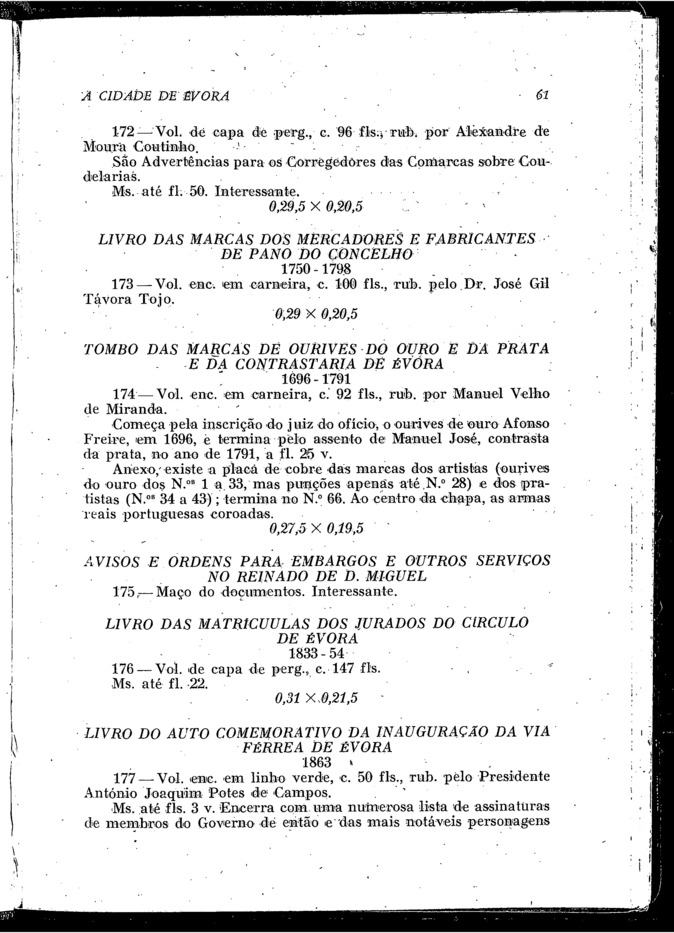 A CIDADE DE ÉVORA 61
172 — Vol. de capa de perg., c. 96 fls., rub. por Alexandre de
Moura Coutinho.
São Advertências para os Corregedores das Comarcas sobre Cou-
delarias.
Ms. até fl. 50. Interessante.
0,29,5 × 0,20,5
LIVRO DAS MARCAS DOS MERCADORES E FABRICANTES
DE PANO DO CONCELHO
1750 - 1798
173 — Vol. enc. em carneira, c. 100 fls., rub. pelo Dr. José Gil
Távora Tojo.
0,29 × 0,20,5
TOMBO DAS MARCAS DE OURIVES DO OURO E DA PRATA
E DA CONTRASTARIA DE ÉVORA
1696 - 1791
174 — Vol. enc. em carneira, c. 92 fls., rub. por Manuel Velho
de Miranda.
Começa pela inscrição do juiz do ofício, o ourives de ouro Afonso
Freire, em 1696, e termina pelo assento de Manuel José, contrasta
da prata, no ano de 1791, a fl. 25 v.
Anexo, existe a placa de cobre das marcas dos artistas (ourives
do ouro dos N.ºˢ 1 a 33, mas punções apenas até N.º 28) e dos pra-
tistas (N.ºˢ 34 a 43) ; termina no N.º 66. Ao centro da chapa, as armas
reais portuguesas coroadas.
0,27,5 × 0,19,5
AVISOS E ORDENS PARA EMBARGOS E OUTROS SERVIÇOS
NO REINADO DE D. MIGUEL
175 — Maço do documentos. Interessante.
LIVRO DAS MATRÍCUULAS DOS JURADOS DO CÍRCULO
DE ÉVORA
1833 - 54
176 — Vol. de capa de perg., c. 147 fls.
Ms. até fl. 22.
0,31 × 0,21,5
LIVRO DO AUTO COMEMORATIVO DA INAUGURAÇÃO DA VIA
FÉRREA DE ÉVORA
1863
177 — Vol. enc. em linho verde, c. 50 fls., rub. pelo Presidente
António Joaquim Potes de Campos.
Ms. até fls. 3 v. Encerra com uma numerosa lista de assinaturas
de membros do Governo de então e das mais notáveis personagens